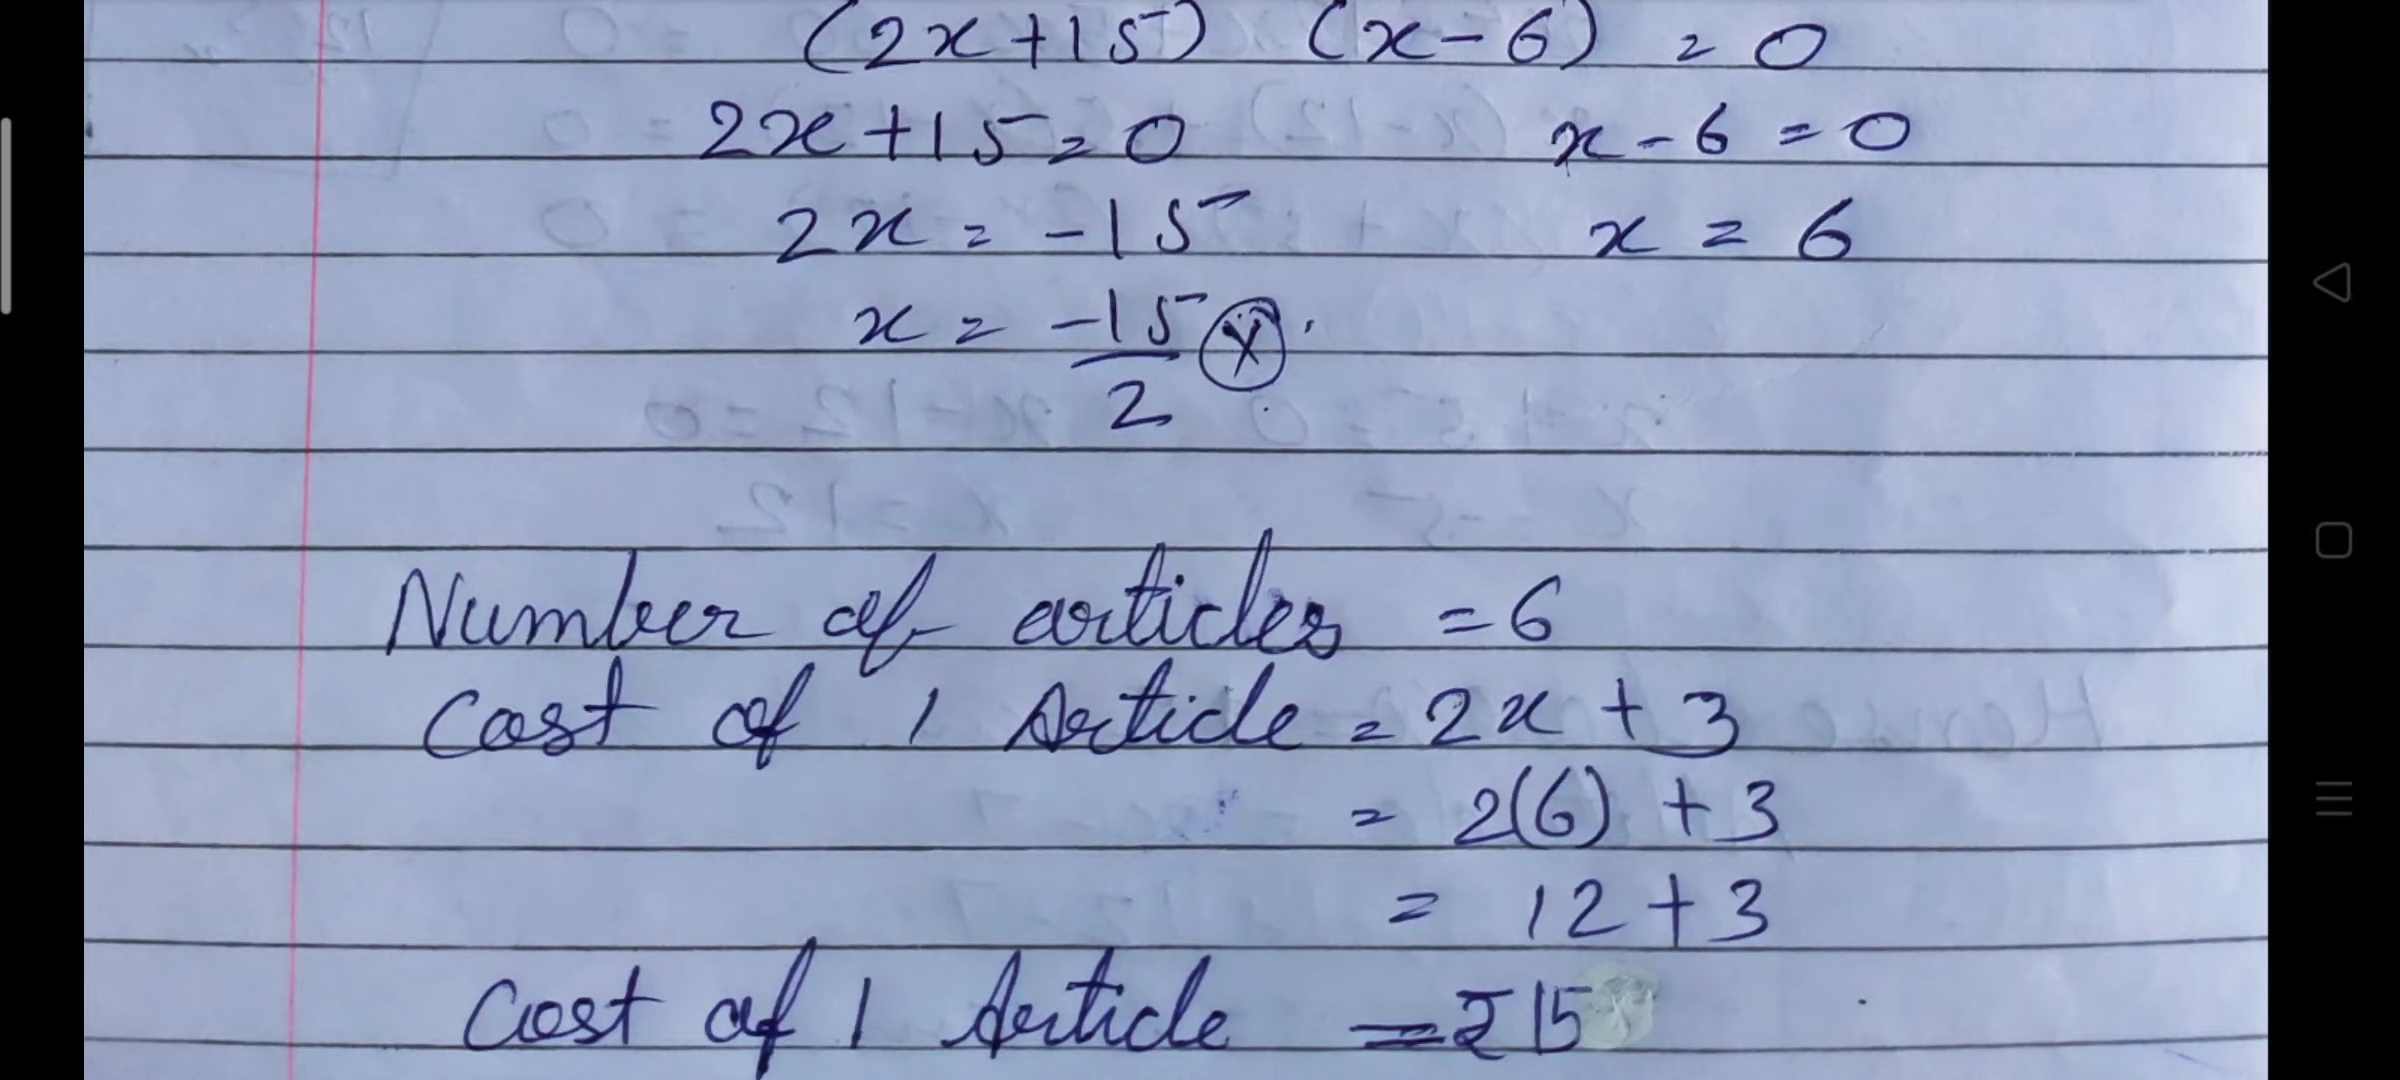 (2x+15) (x-6) = 0
2x+15=0 x-6=0
2x = -15 x = 6
x = -15/2 ⓧ.
Number of articles = 6
Cost of 1 Article = 2x + 3
= 2(6) + 3
= 12+3
Cost of 1 Article = ₹15